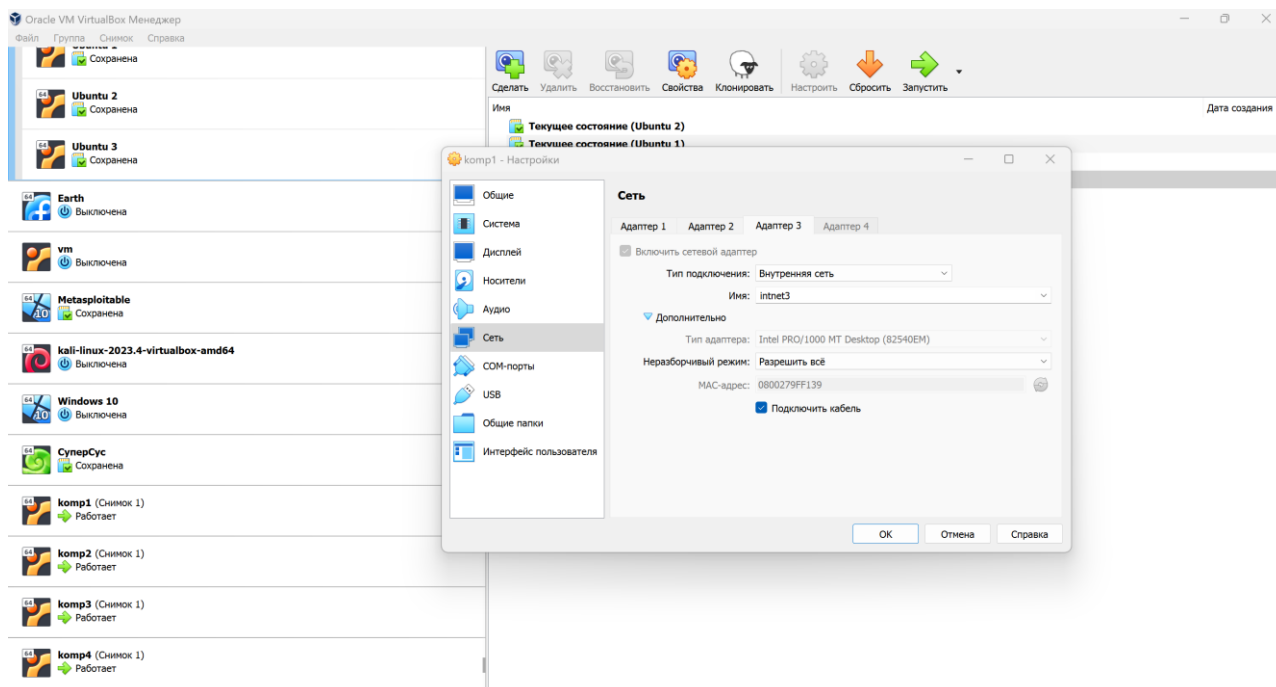 Oracle VM VirtualBox Менеджер
Файл Группа Снимок Справка
Сохранена
Ubuntu 2
Сохранена
Ubuntu 3
Сохранена
Earth
Выключена
vm
Выключена
Metasploitable
Сохранена
kali-linux-2023.4-virtualbox-amd64
Выключена
Windows 10
Выключена
СуперСус
Сохранена
komp1 (Снимок 1)
Работает
komp2 (Снимок 1)
Работает
komp3 (Снимок 1)
Работает
komp4 (Снимок 1)
Работает
Сделать Удалить Восстановить Свойства Клонировать Настроить Сбросить Запустить
Имя Дата создания
Текущее состояние (Ubuntu 2)
Текущее состояние (Ubuntu 1)
komp1 - Настройки
Общие
Система
Дисплей
Носители
Аудио
Сеть
COM-порты
USB
Общие папки
Интерфейс пользователя
Сеть
Адаптер 1 Адаптер 2 Адаптер 3 Адаптер 4
Включить сетевой адаптер
Тип подключения: Внутренняя сеть
Имя: intnet3
Дополнительно
Тип адаптера: Intel PRO/1000 MT Desktop (82540EM)
Неразборчивый режим: Разрешить всё
MAC-адрес: 0800279FF139
Подключить кабель
OK Отмена Справка